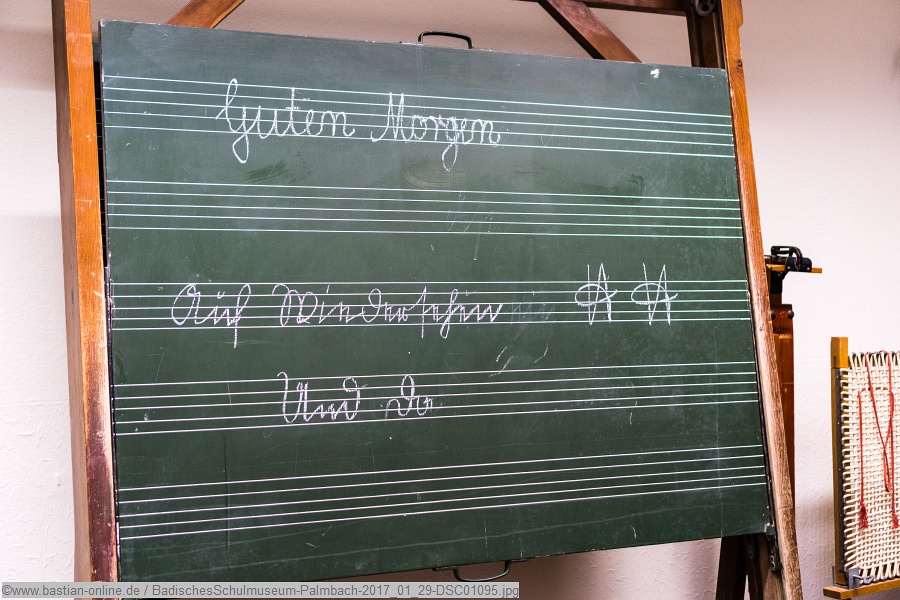 Guten Morgen
Auf Wiedersehen
Und
©www.bastian-online.de / BadischesSchulmuseum-Palmbach-2017_01_29-DSC01095.jpg